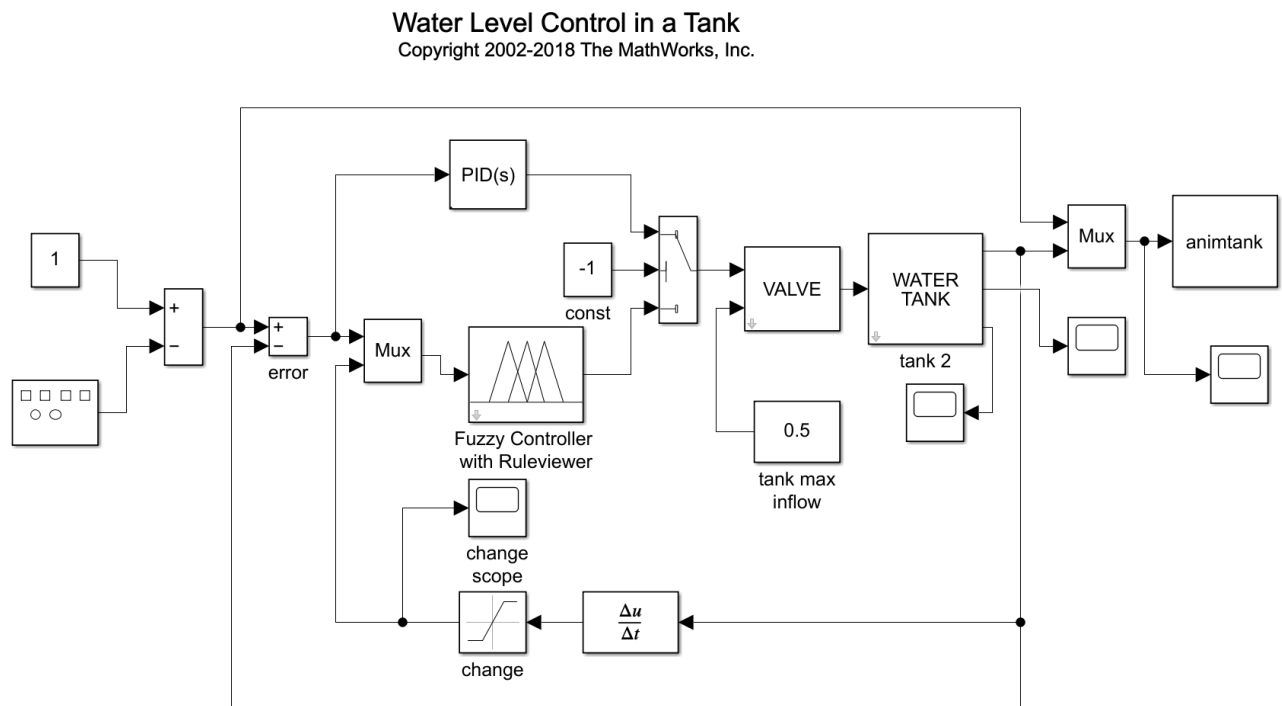 Water Level Control in a Tank
Copyright 2002-2018 The MathWorks, Inc.
PID(s)
1
+
−
+
−
error
Mux
-1
const
Fuzzy Controller
with Ruleviewer
VALVE
WATER
TANK
tank 2
0.5
tank max
inflow
Mux
animtank
change
scope
Δu
Δt
change